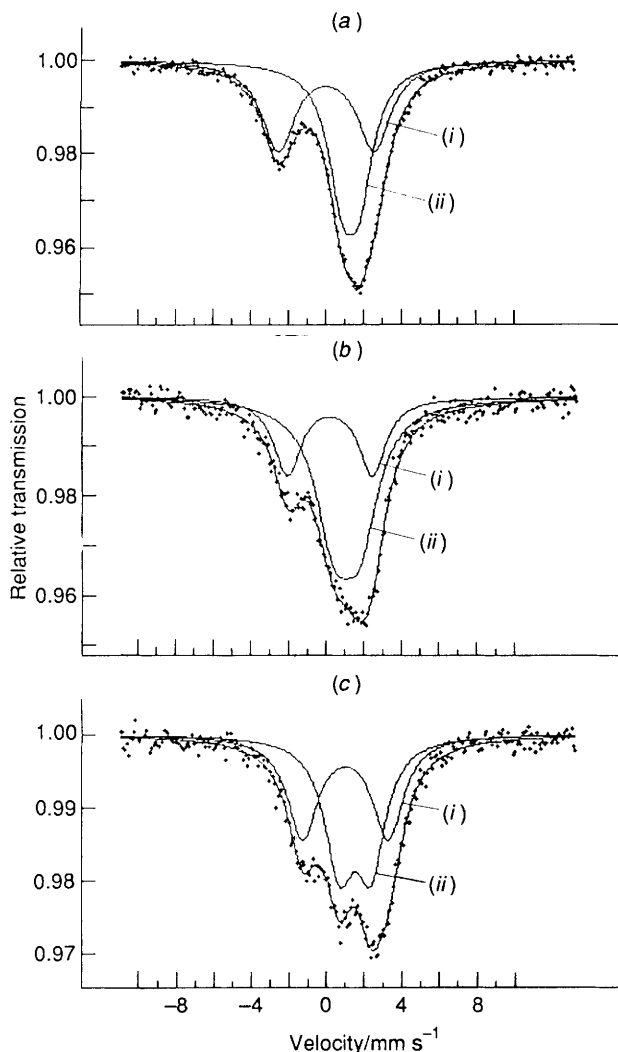 (a)
1.00
0.98
0.96
(i)
(ii)
(b)
1.00
0.98
0.96
(i)
(ii)
Relative transmission
(c)
1.00
0.99
0.98
0.97
(i)
(ii)
−8 −4 0 4 8
Velocity/mm s⁻¹